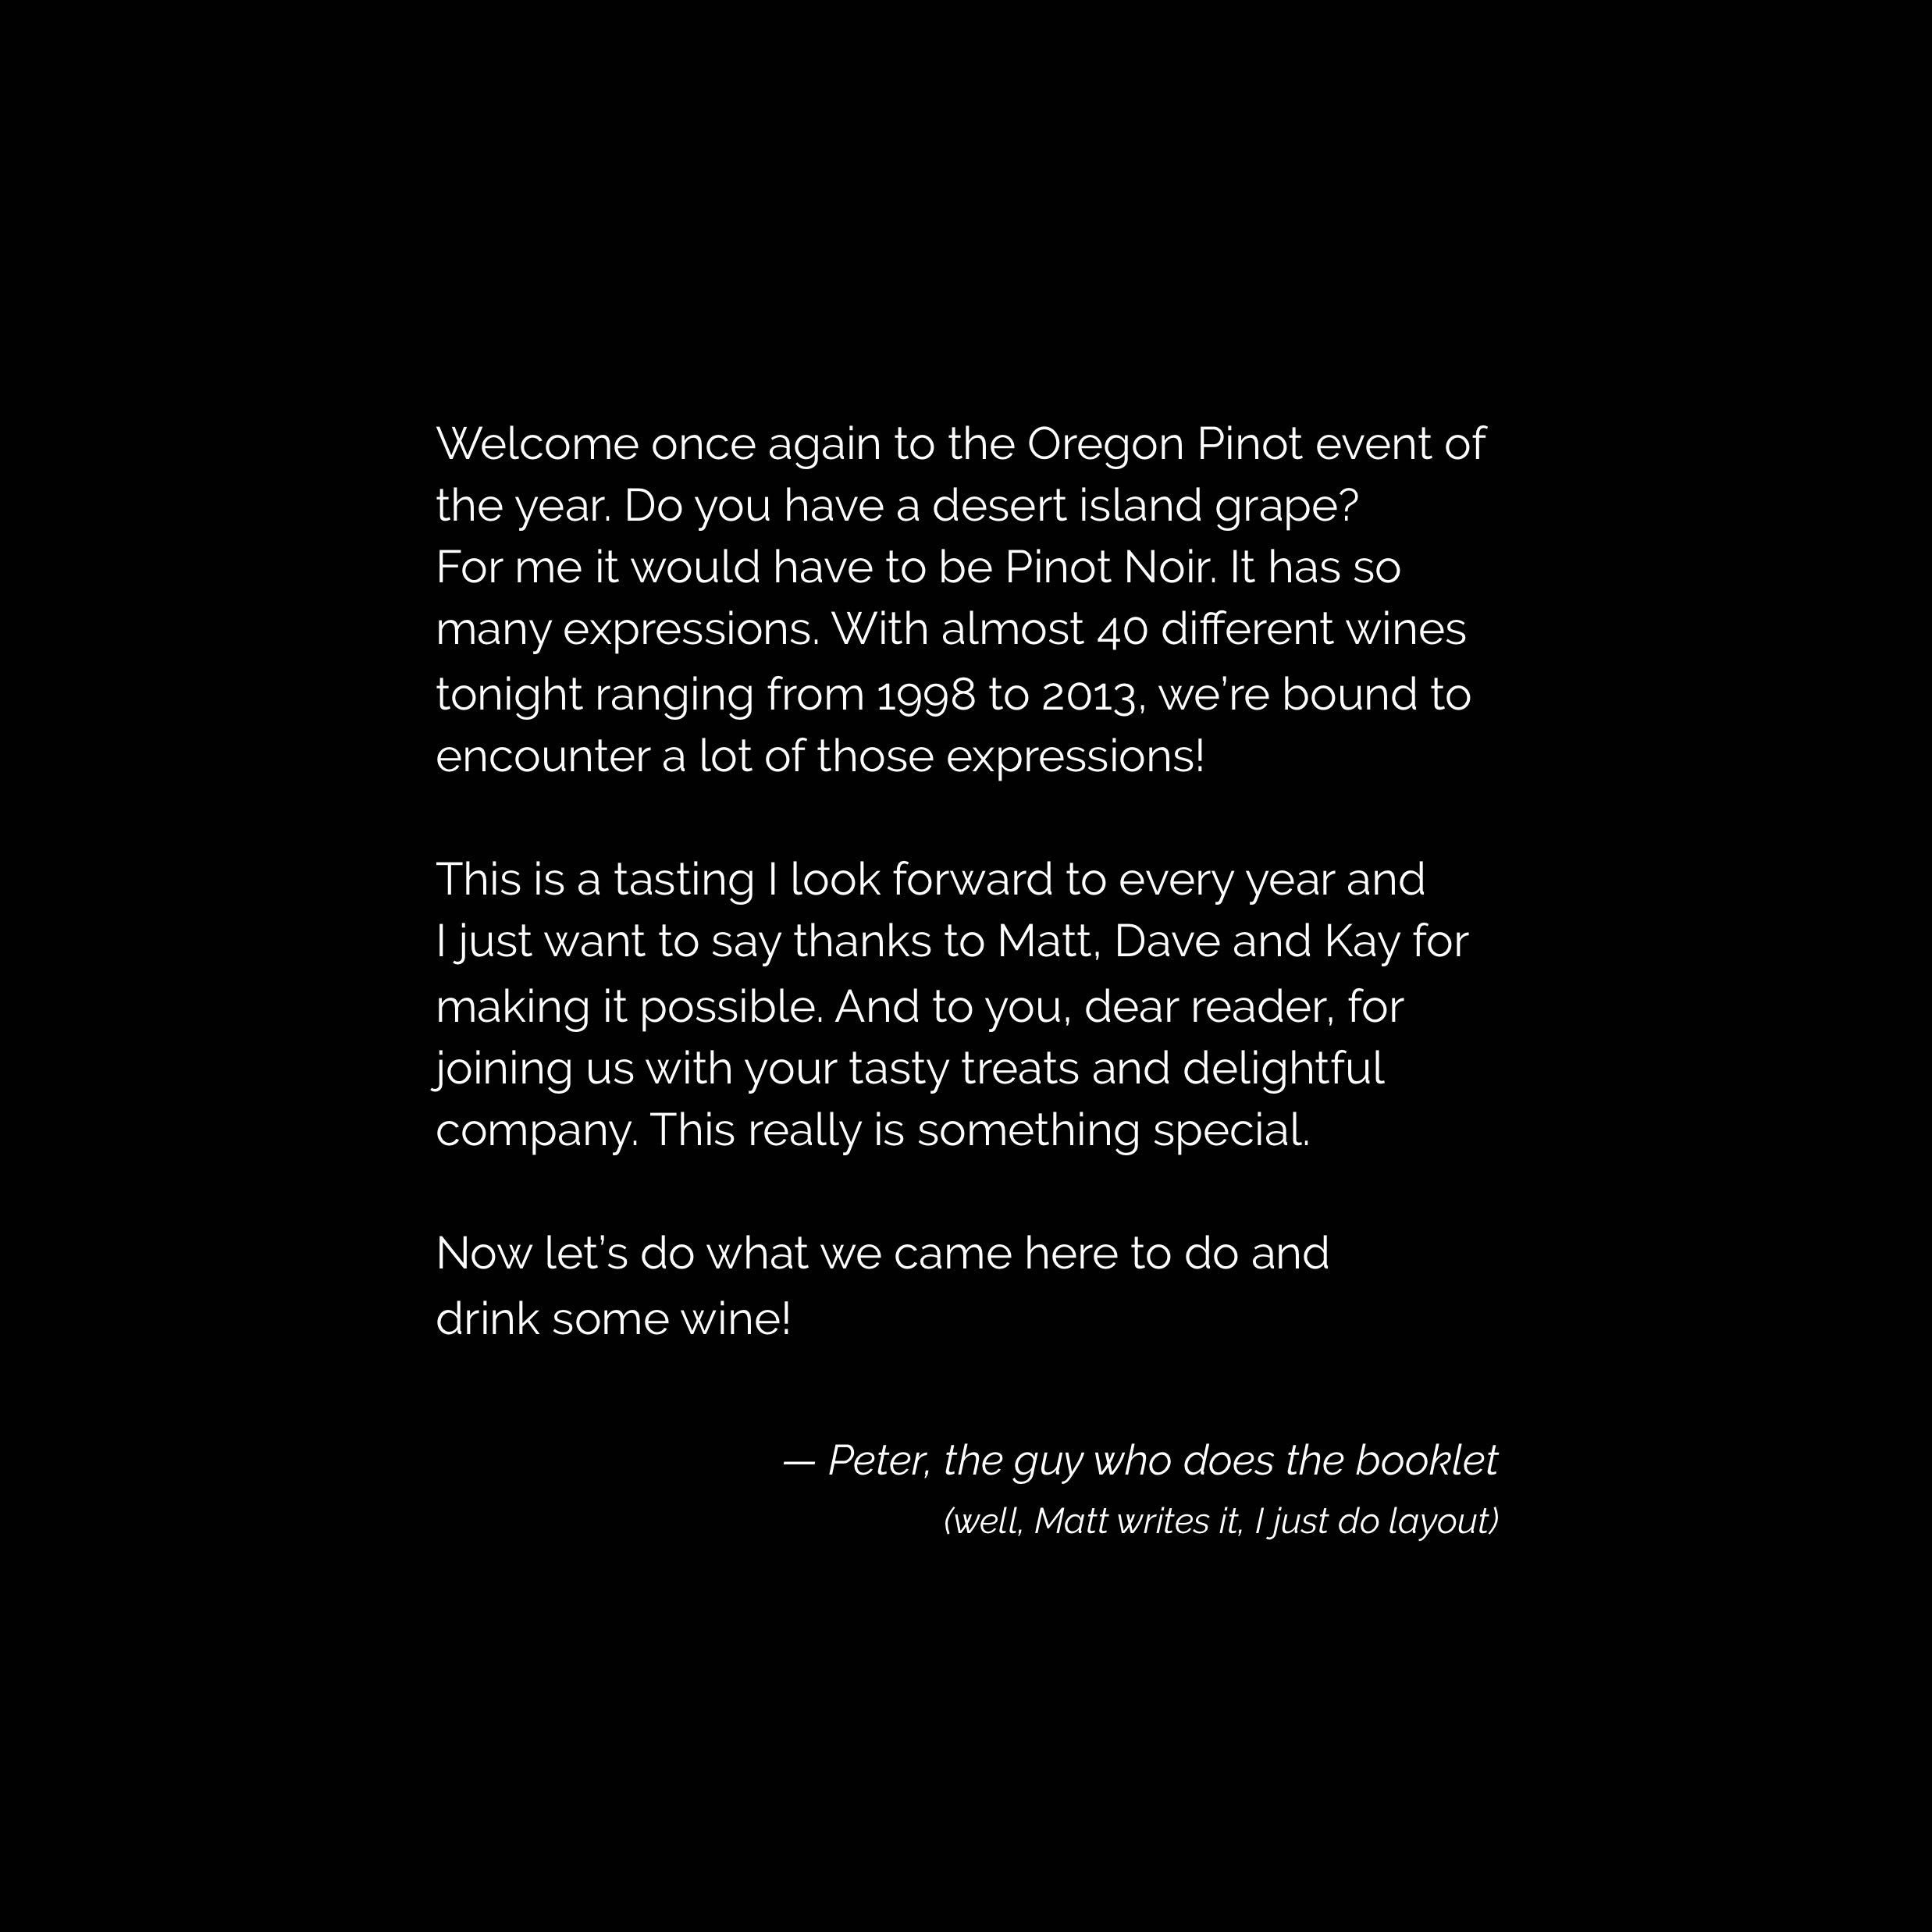 Welcome once again to the Oregon Pinot event of
the year. Do you have a desert island grape?
For me it would have to be Pinot Noir. It has so
many expressions. With almost 40 different wines
tonight ranging from 1998 to 2013, we’re bound to
encounter a lot of those expressions!
This is a tasting I look forward to every year and
I just want to say thanks to Matt, Dave and Kay for
making it possible. And to you, dear reader, for
joining us with your tasty treats and delightful
company. This really is something special.
Now let’s do what we came here to do and
drink some wine!
— Peter, the guy who does the booklet
(well, Matt writes it, I just do layout)